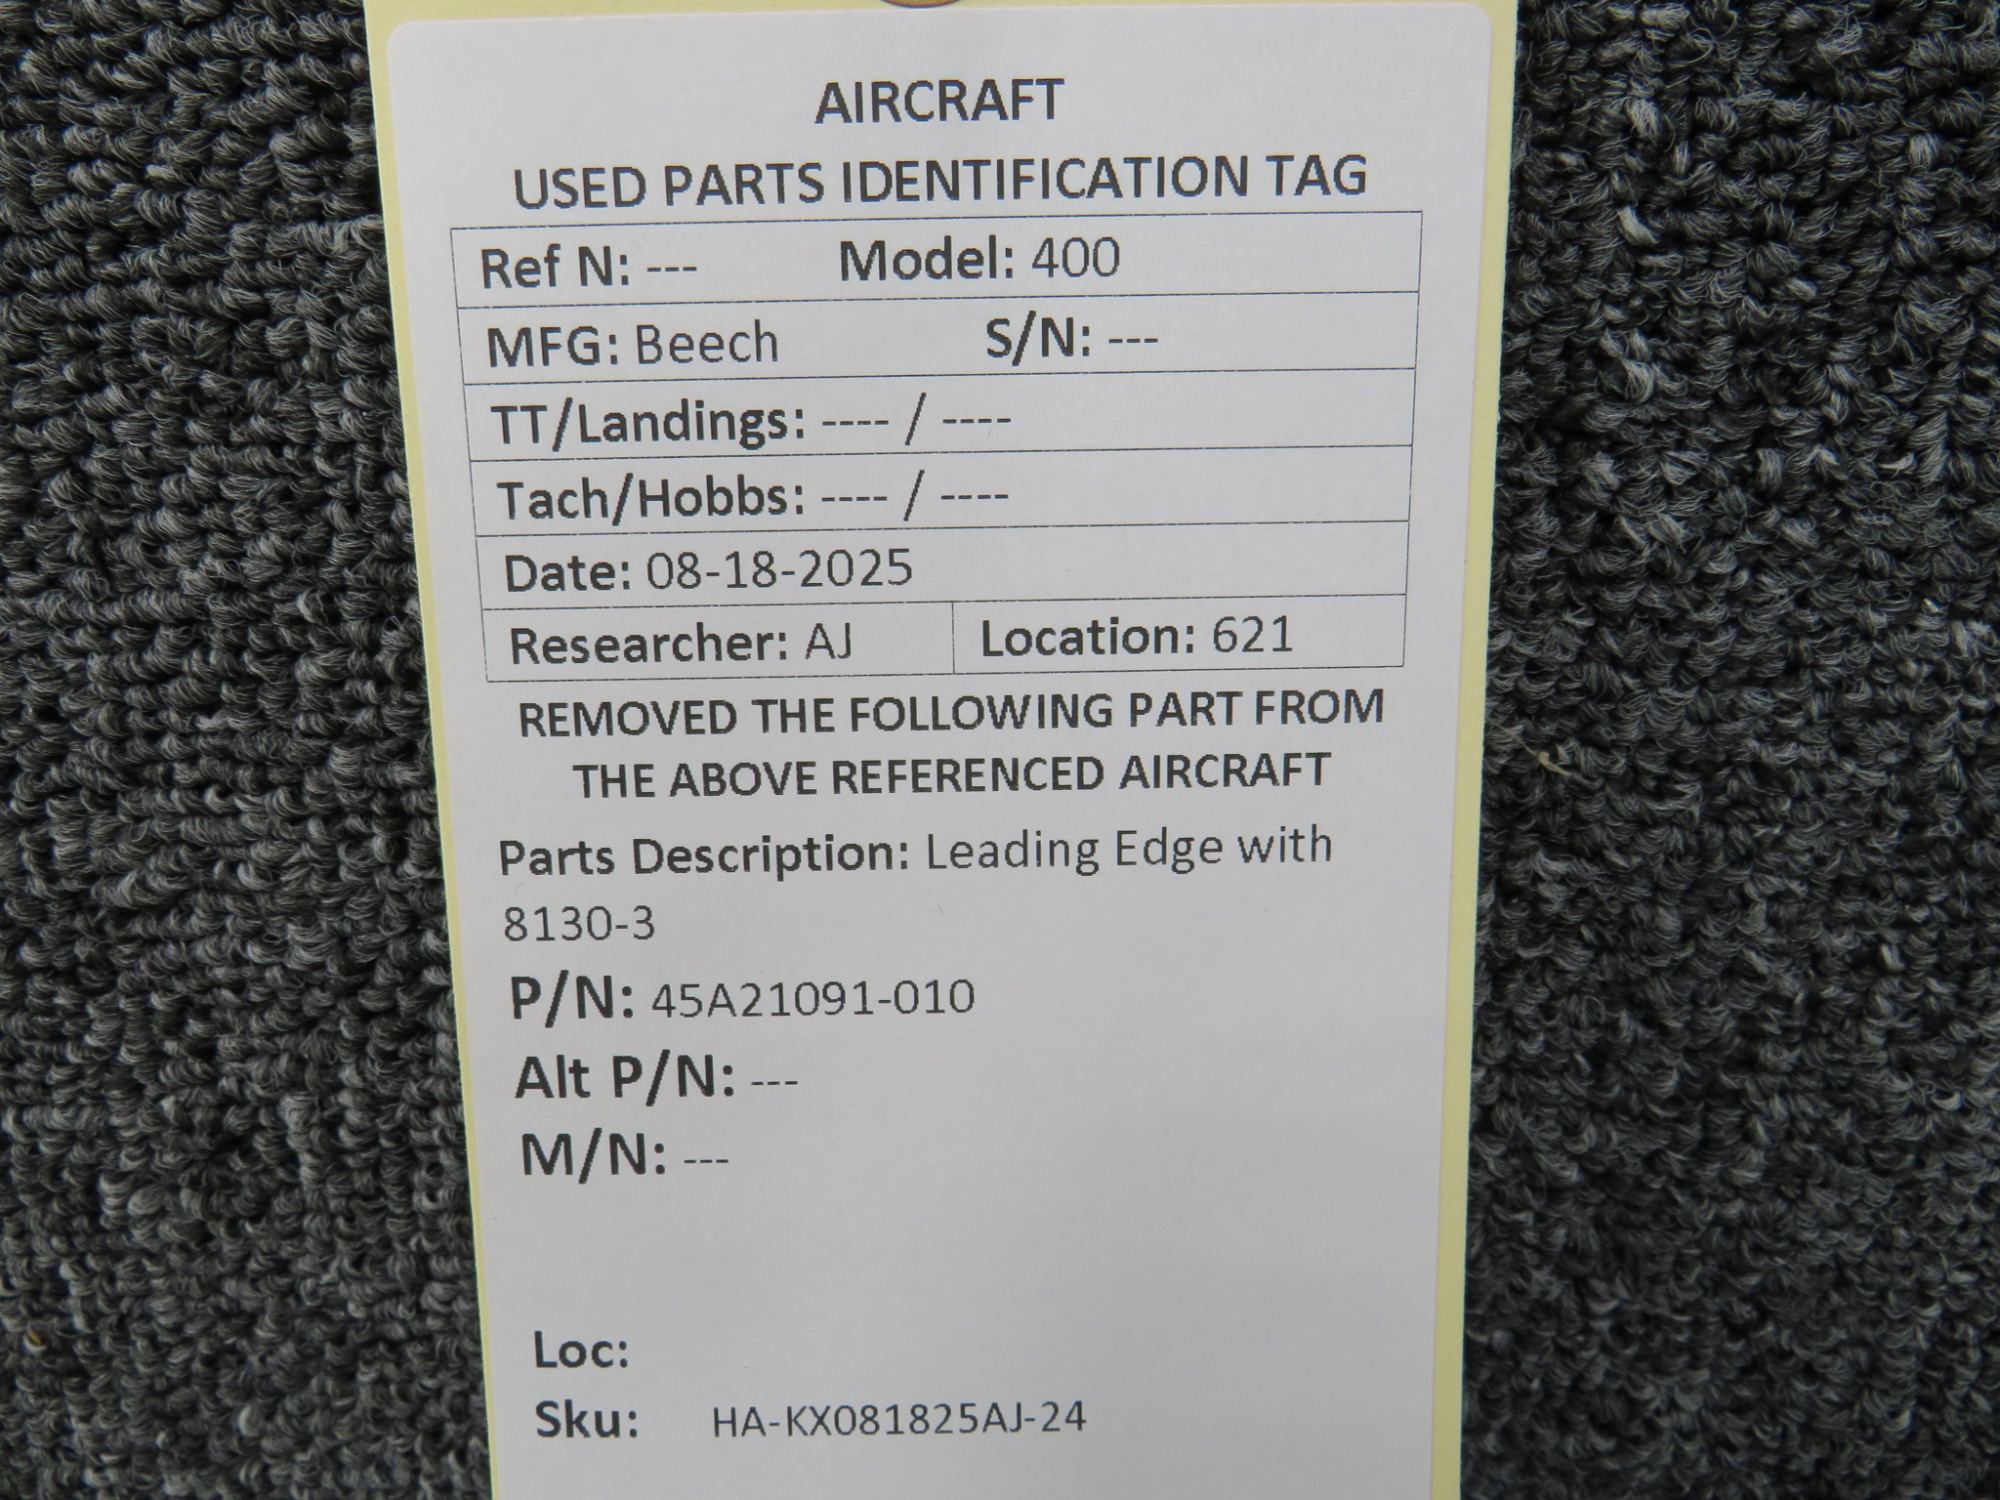 AIRCRAFT
USED PARTS IDENTIFICATION TAG
Ref N: --- Model: 400
MFG: Beech S/N: ---
TT/Landings: ---- / ----
Tach/Hobbs: ---- / ----
Date: 08-18-2025
Researcher: AJ Location: 621
REMOVED THE FOLLOWING PART FROM
THE ABOVE REFERENCED AIRCRAFT
Parts Description: Leading Edge with
8130-3
P/N: 45A21091-010
Alt P/N: ---
M/N: ---
Loc:
Sku: HA-KX081825AJ-24